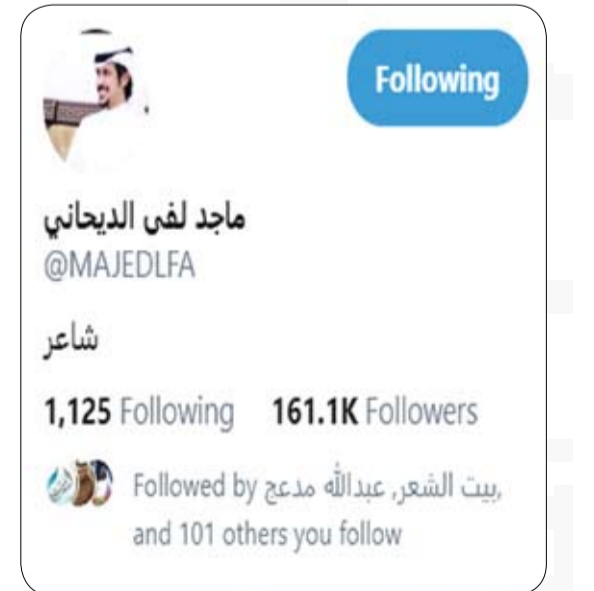 Following
ماجد لفى الديحاني
@MAJEDLFA
شاعر
1,125 Following 161.1K Followers
Followed by بيت الشعر, عبدالله مدعج,
and 101 others you follow